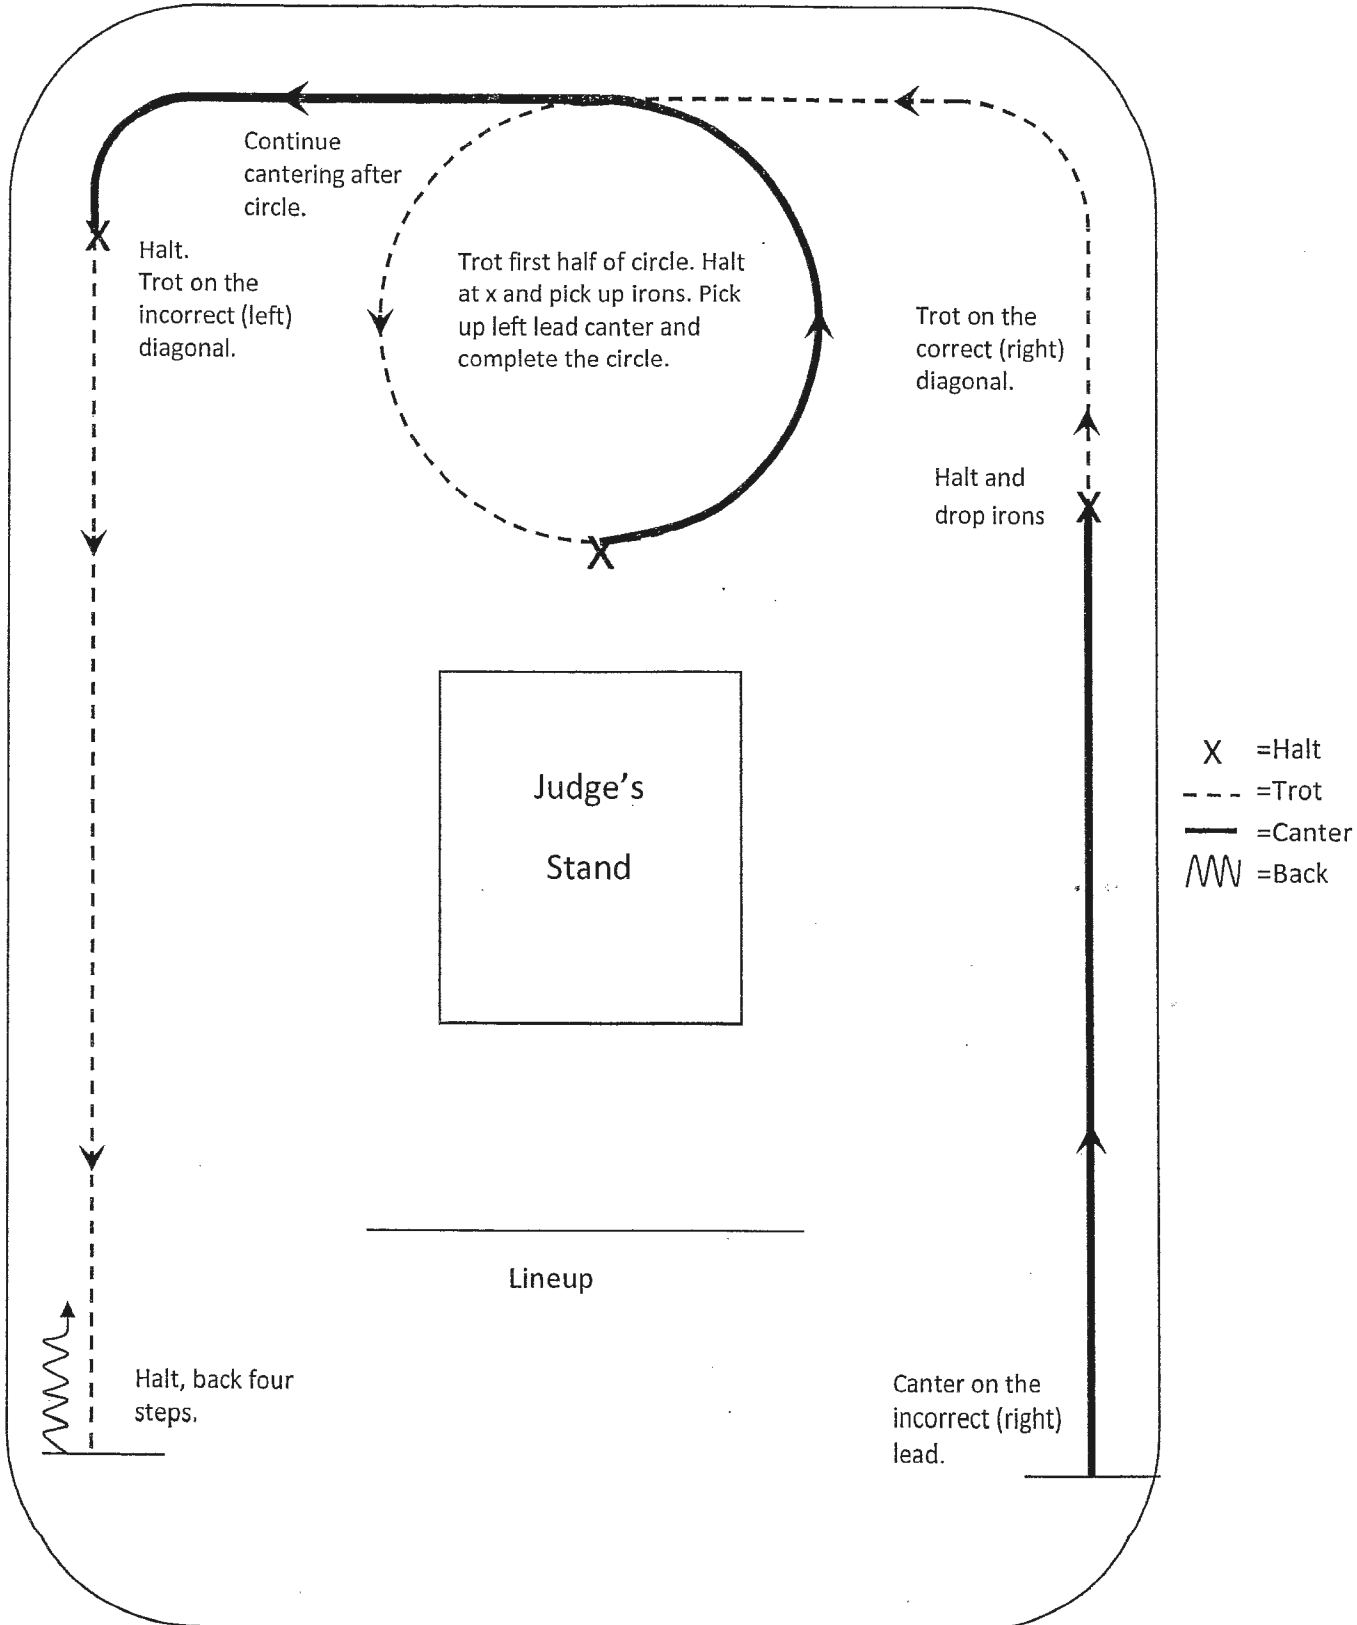 Continue
cantering after
circle.
Halt.
Trot on the
incorrect (left)
diagonal.
Trot first half of circle. Halt
at x and pick up irons. Pick
up left lead canter and
complete the circle.
Trot on the
correct (right)
diagonal.
Halt and
drop irons
X
X
X
Judge's
Stand
X =Halt
=Trot
=Canter
=Back
Lineup
Halt, back four
steps.
Canter on the
incorrect (right)
lead.